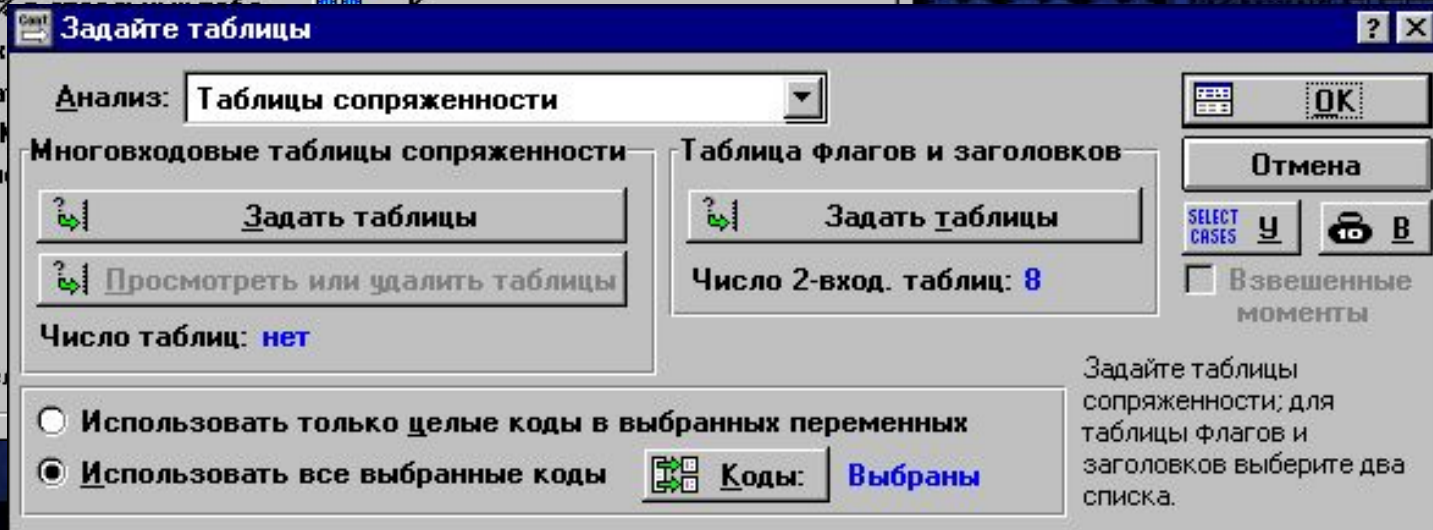 Задайте таблицы
Анализ: Таблицы сопряженности
OK
Отмена
SELECT CASES У
10 В
Взвешенные
моменты
Многовходовые таблицы сопряженности
Задать таблицы
Просмотреть или удалить таблицы
Число таблиц: нет
Таблица флагов и заголовков
Задать таблицы
Число 2-вход. таблиц: 8
Использовать только целые коды в выбранных переменных
Использовать все выбранные коды Коды: Выбраны
Задайте таблицы
сопряженности; для
таблицы флагов и
заголовков выберите два
списка.